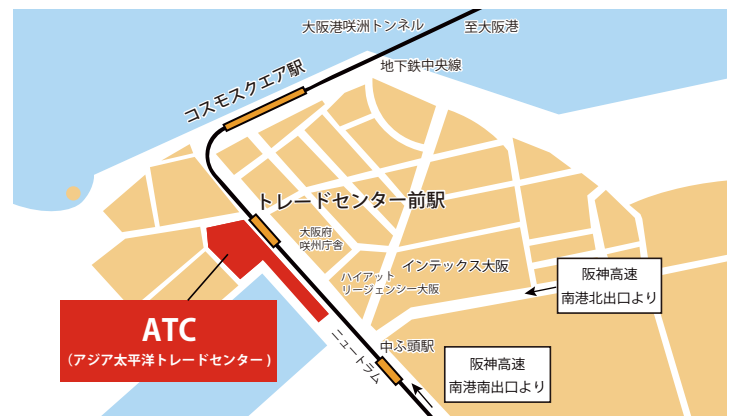 大阪港咲洲トンネル
至大阪港
地下鉄中央線
コスモスクエア駅
トレードセンター前駅
大阪府
咲州庁舎
インテックス大阪
ハイアット
リージェンシー大阪
阪神高速
南港北出口より
ATC
(アジア太平洋トレードセンター)
ニュートラム
中ふ頭駅
阪神高速
南港南出口より